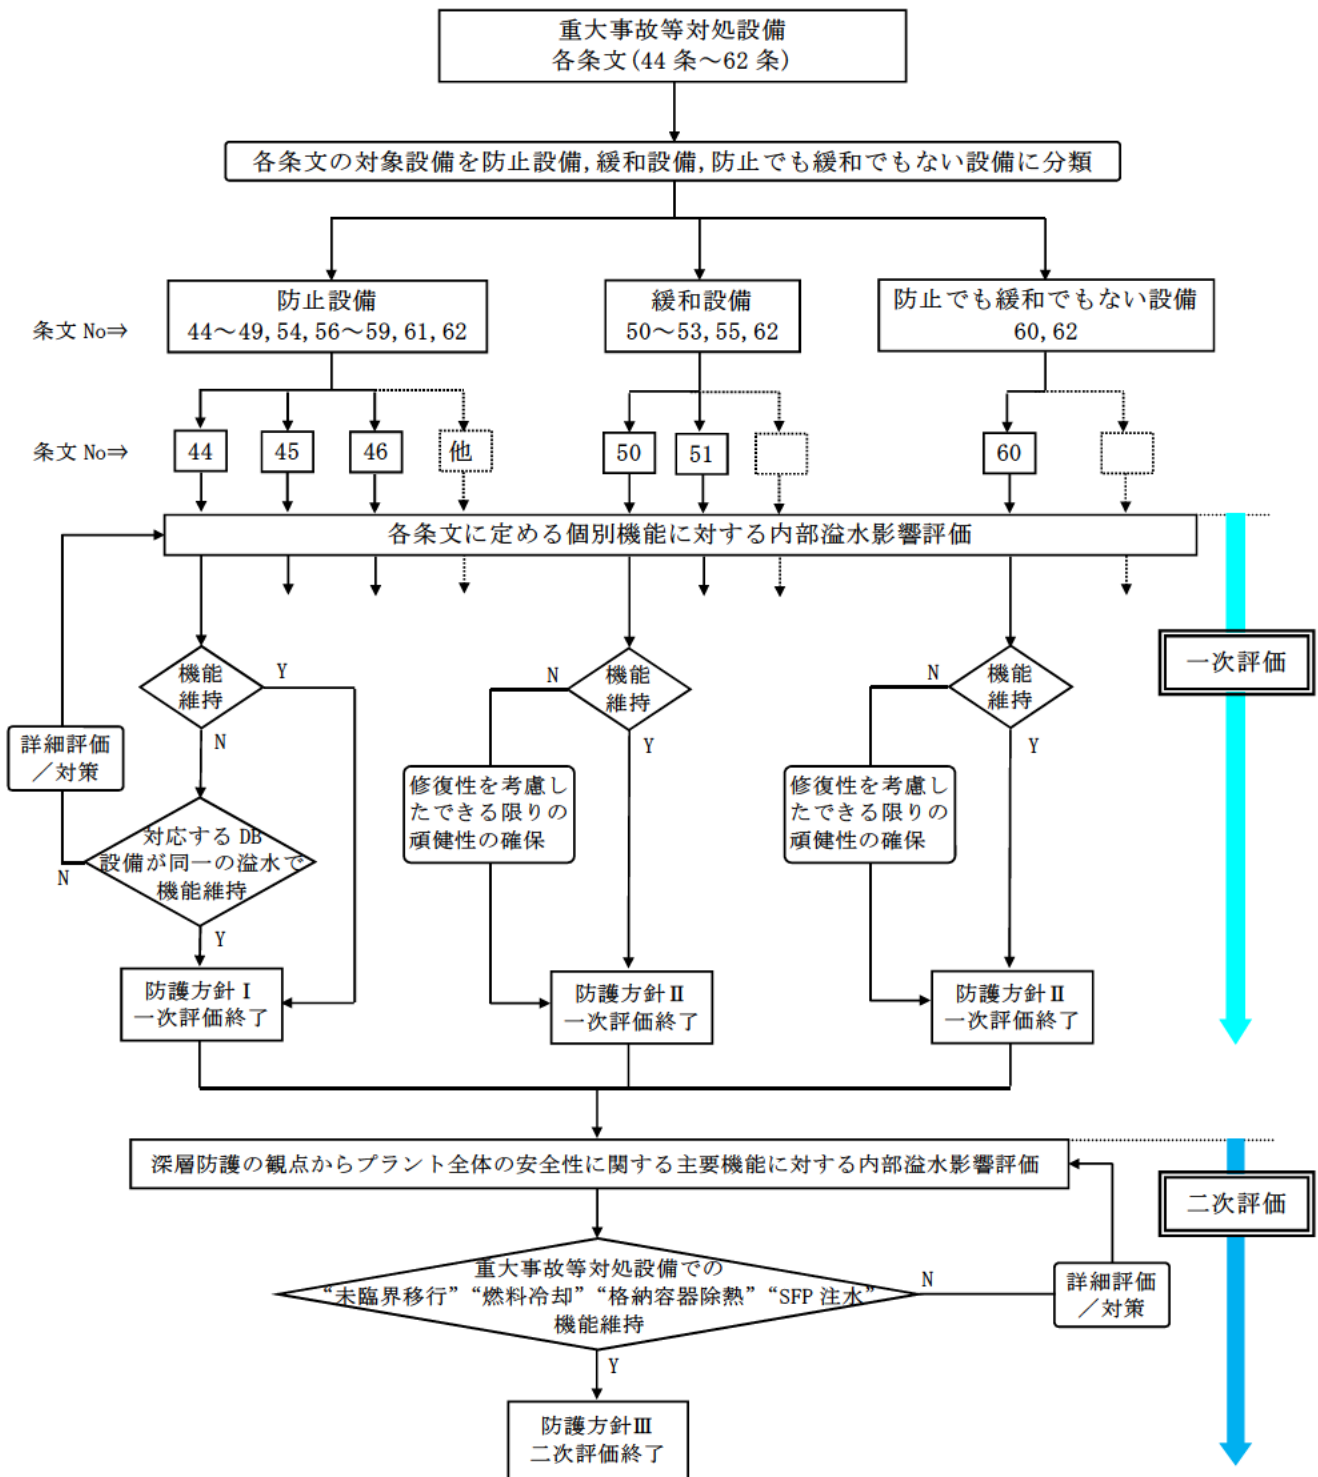 重大事故等対処設備
各条文(44 条～62 条)
各条文の対象設備を防止設備, 緩和設備, 防止でも緩和でもない設備に分類
防止設備
44～49, 54, 56～59, 61, 62
緩和設備
50～53, 55, 62
防止でも緩和でもない設備
60, 62
条文 No⇒
条文 No⇒
44
45
46
他
50
51
60
各条文に定める個別機能に対する内部溢水影響評価
一次評価
機能
維持
Y
N
機能
維持
N
Y
機能
維持
N
Y
詳細評価
／対策
対応する DB
設備が同一の溢水で
機能維持
N
Y
修復性を考慮し
たできる限りの
頑健性の確保
修復性を考慮し
たできる限りの
頑健性の確保
防護方針Ⅰ
一次評価終了
防護方針Ⅱ
一次評価終了
防護方針Ⅱ
一次評価終了
深層防護の観点からプラント全体の安全性に関する主要機能に対する内部溢水影響評価
二次評価
重大事故等対処設備での
“未臨界移行” “燃料冷却” “格納容器除熱” “SFP 注水”
機能維持
N
Y
詳細評価
／対策
防護方針Ⅲ
二次評価終了